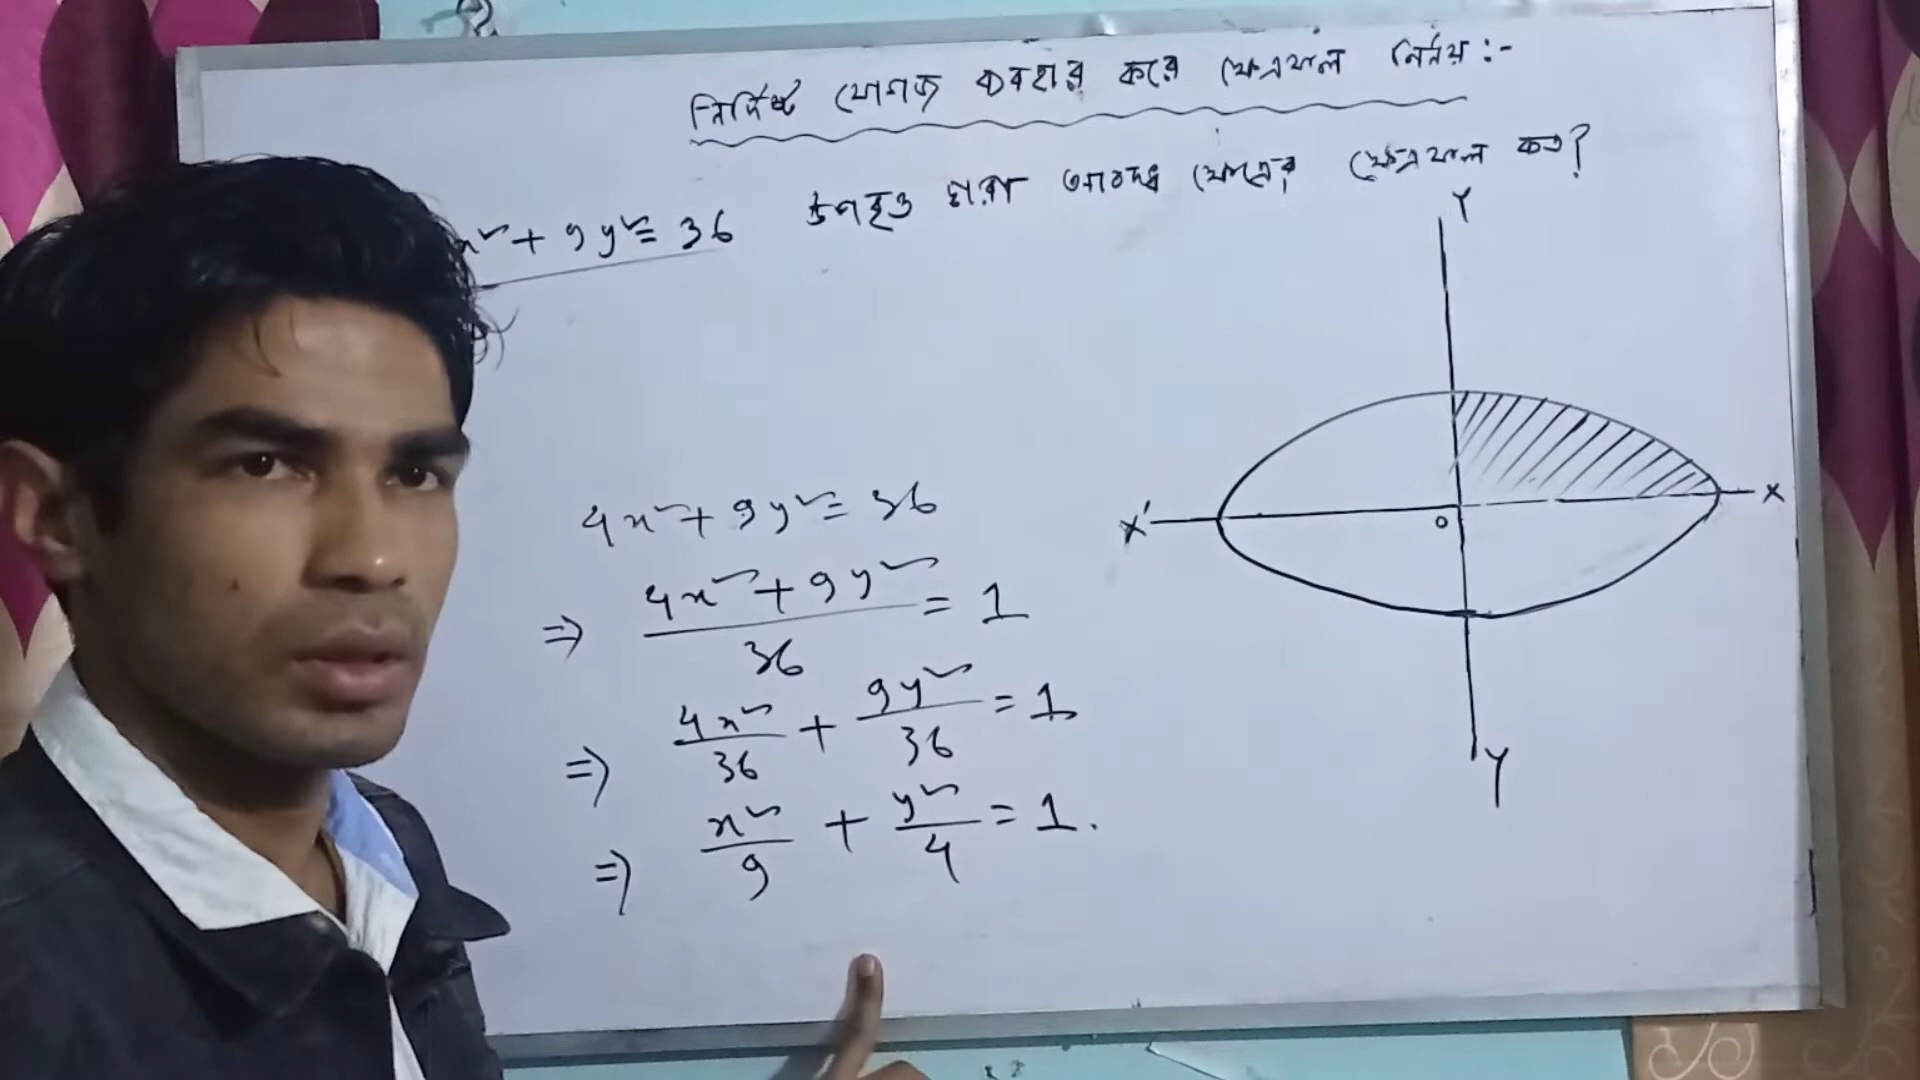 নির্দিষ্ট যোগজ ব্যবহার করে ক্ষেত্রফল নির্ণয় :-
x² + 9y² = 36 উপবৃত্ত দ্বারা আবদ্ধ ক্ষেত্রের ক্ষেত্রফল কত?
4x² + 9y² = 36
⇒ (4x² + 9y²)/36 = 1
⇒ 4x²/36 + 9y²/36 = 1
⇒ x²/9 + y²/4 = 1.
Y
X' O X
Y